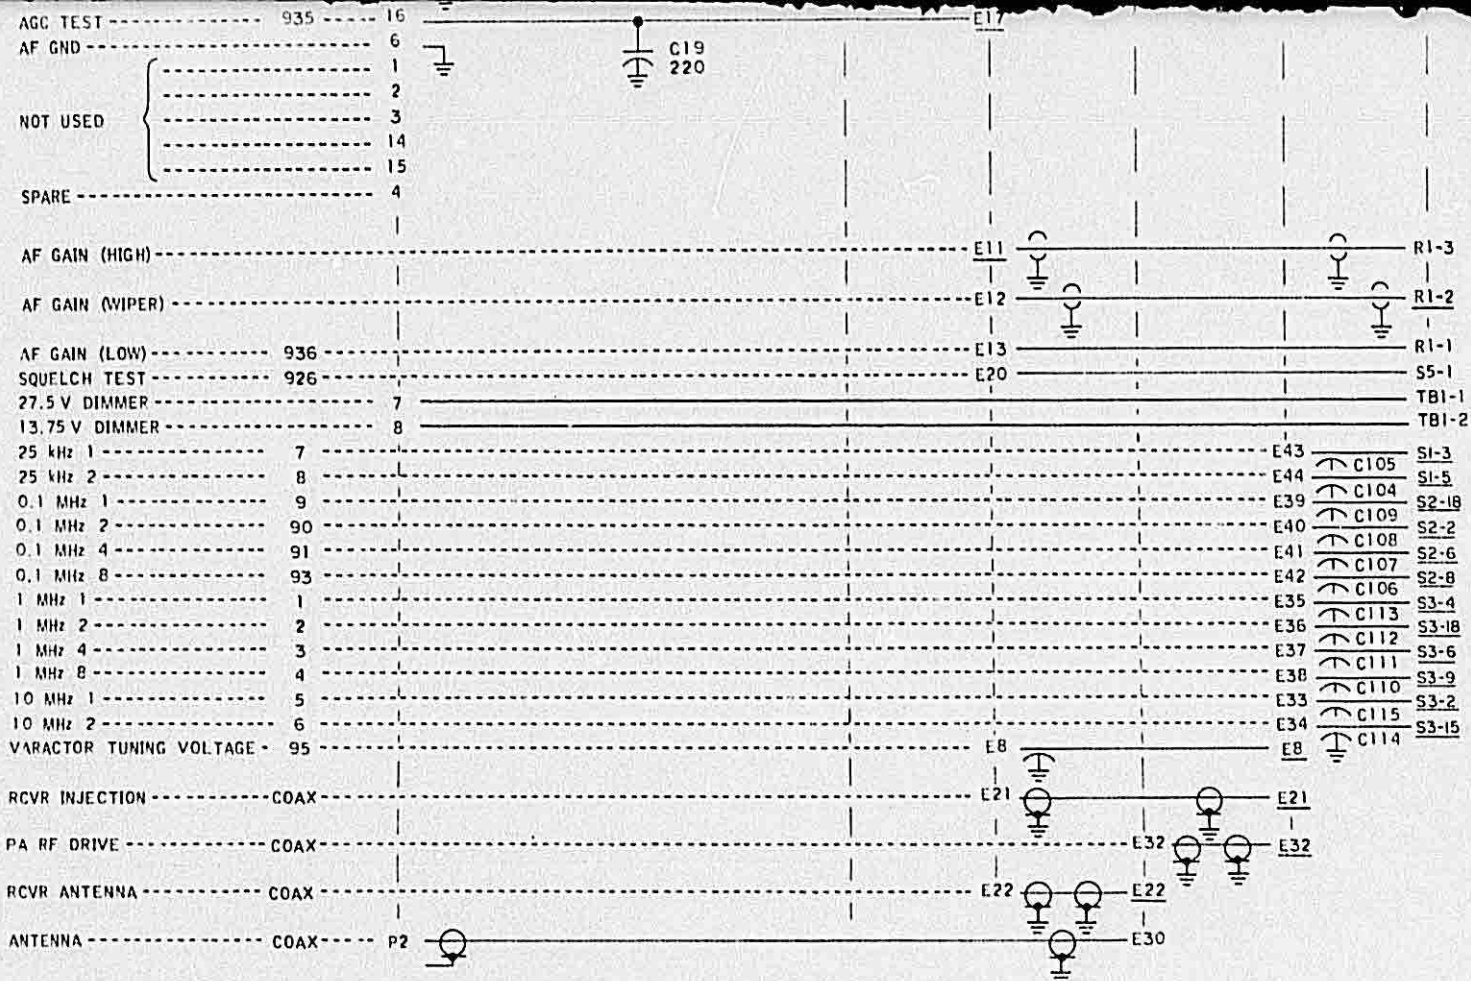 AGC TEST 935 16 E17
AF GND 6
C19
220
1
2
NOT USED 3
14
15
SPARE 4
AF GAIN (HIGH) E11 R1-3
AF GAIN (WIPER) E12 R1-2
AF GAIN (LOW) 936 E13 R1-1
SQUELCH TEST 926 E20 S5-1
27.5 V DIMMER 7 TB1-1
13.75 V DIMMER 8 TB1-2
25 kHz 1 7 E43 S1-3
C105
25 kHz 2 8 E44 S1-5
C104
0.1 MHz 1 9 E39 S2-18
C109
0.1 MHz 2 90 E40 S2-2
C108
0.1 MHz 4 91 E41 S2-6
C107
0.1 MHz 8 93 E42 S2-8
C106
1 MHz 1 1 E35 S3-4
C113
1 MHz 2 2 E36 S3-18
C112
1 MHz 4 3 E37 S3-6
C111
1 MHz 8 4 E38 S3-9
C110
10 MHz 1 5 E33 S3-2
C115
10 MHz 2 6 E34 S3-15
C114
VARACTOR TUNING VOLTAGE 95 E8 E8
RCVR INJECTION COAX E21 E21
PA RF DRIVE COAX E32 E32
RCVR ANTENNA COAX E22 E22
ANTENNA COAX P2 E30